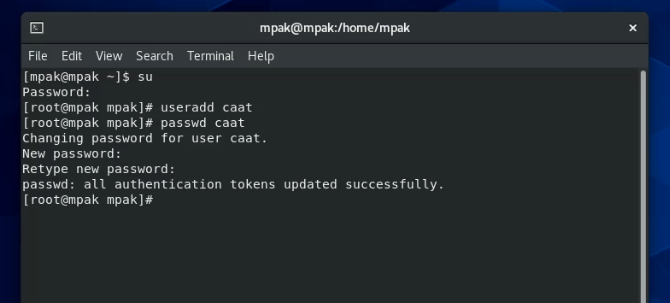 mpak@mpak:/home/mpak
×
File Edit View Search Terminal Help
[mpak@mpak ~]$ su
Password:
[root@mpak mpak]# useradd caat
[root@mpak mpak]# passwd caat
Changing password for user caat.
New password:
Retype new password:
passwd: all authentication tokens updated successfully.
[root@mpak mpak]#